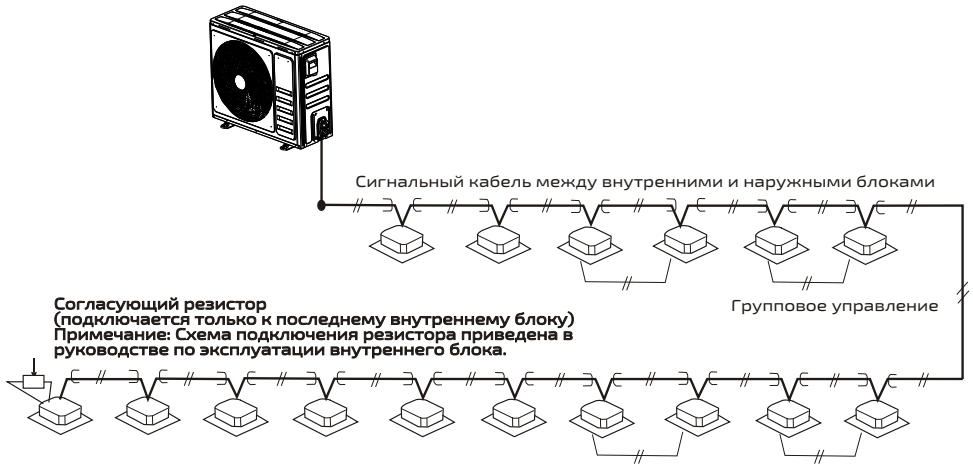 Сигнальный кабель между внутренними и наружными блоками
Групповое управление
Согласующий резистор
(подключается только к последнему внутреннему блоку)
Примечание: Схема подключения резистора приведена в
руководстве по эксплуатации внутреннего блока.